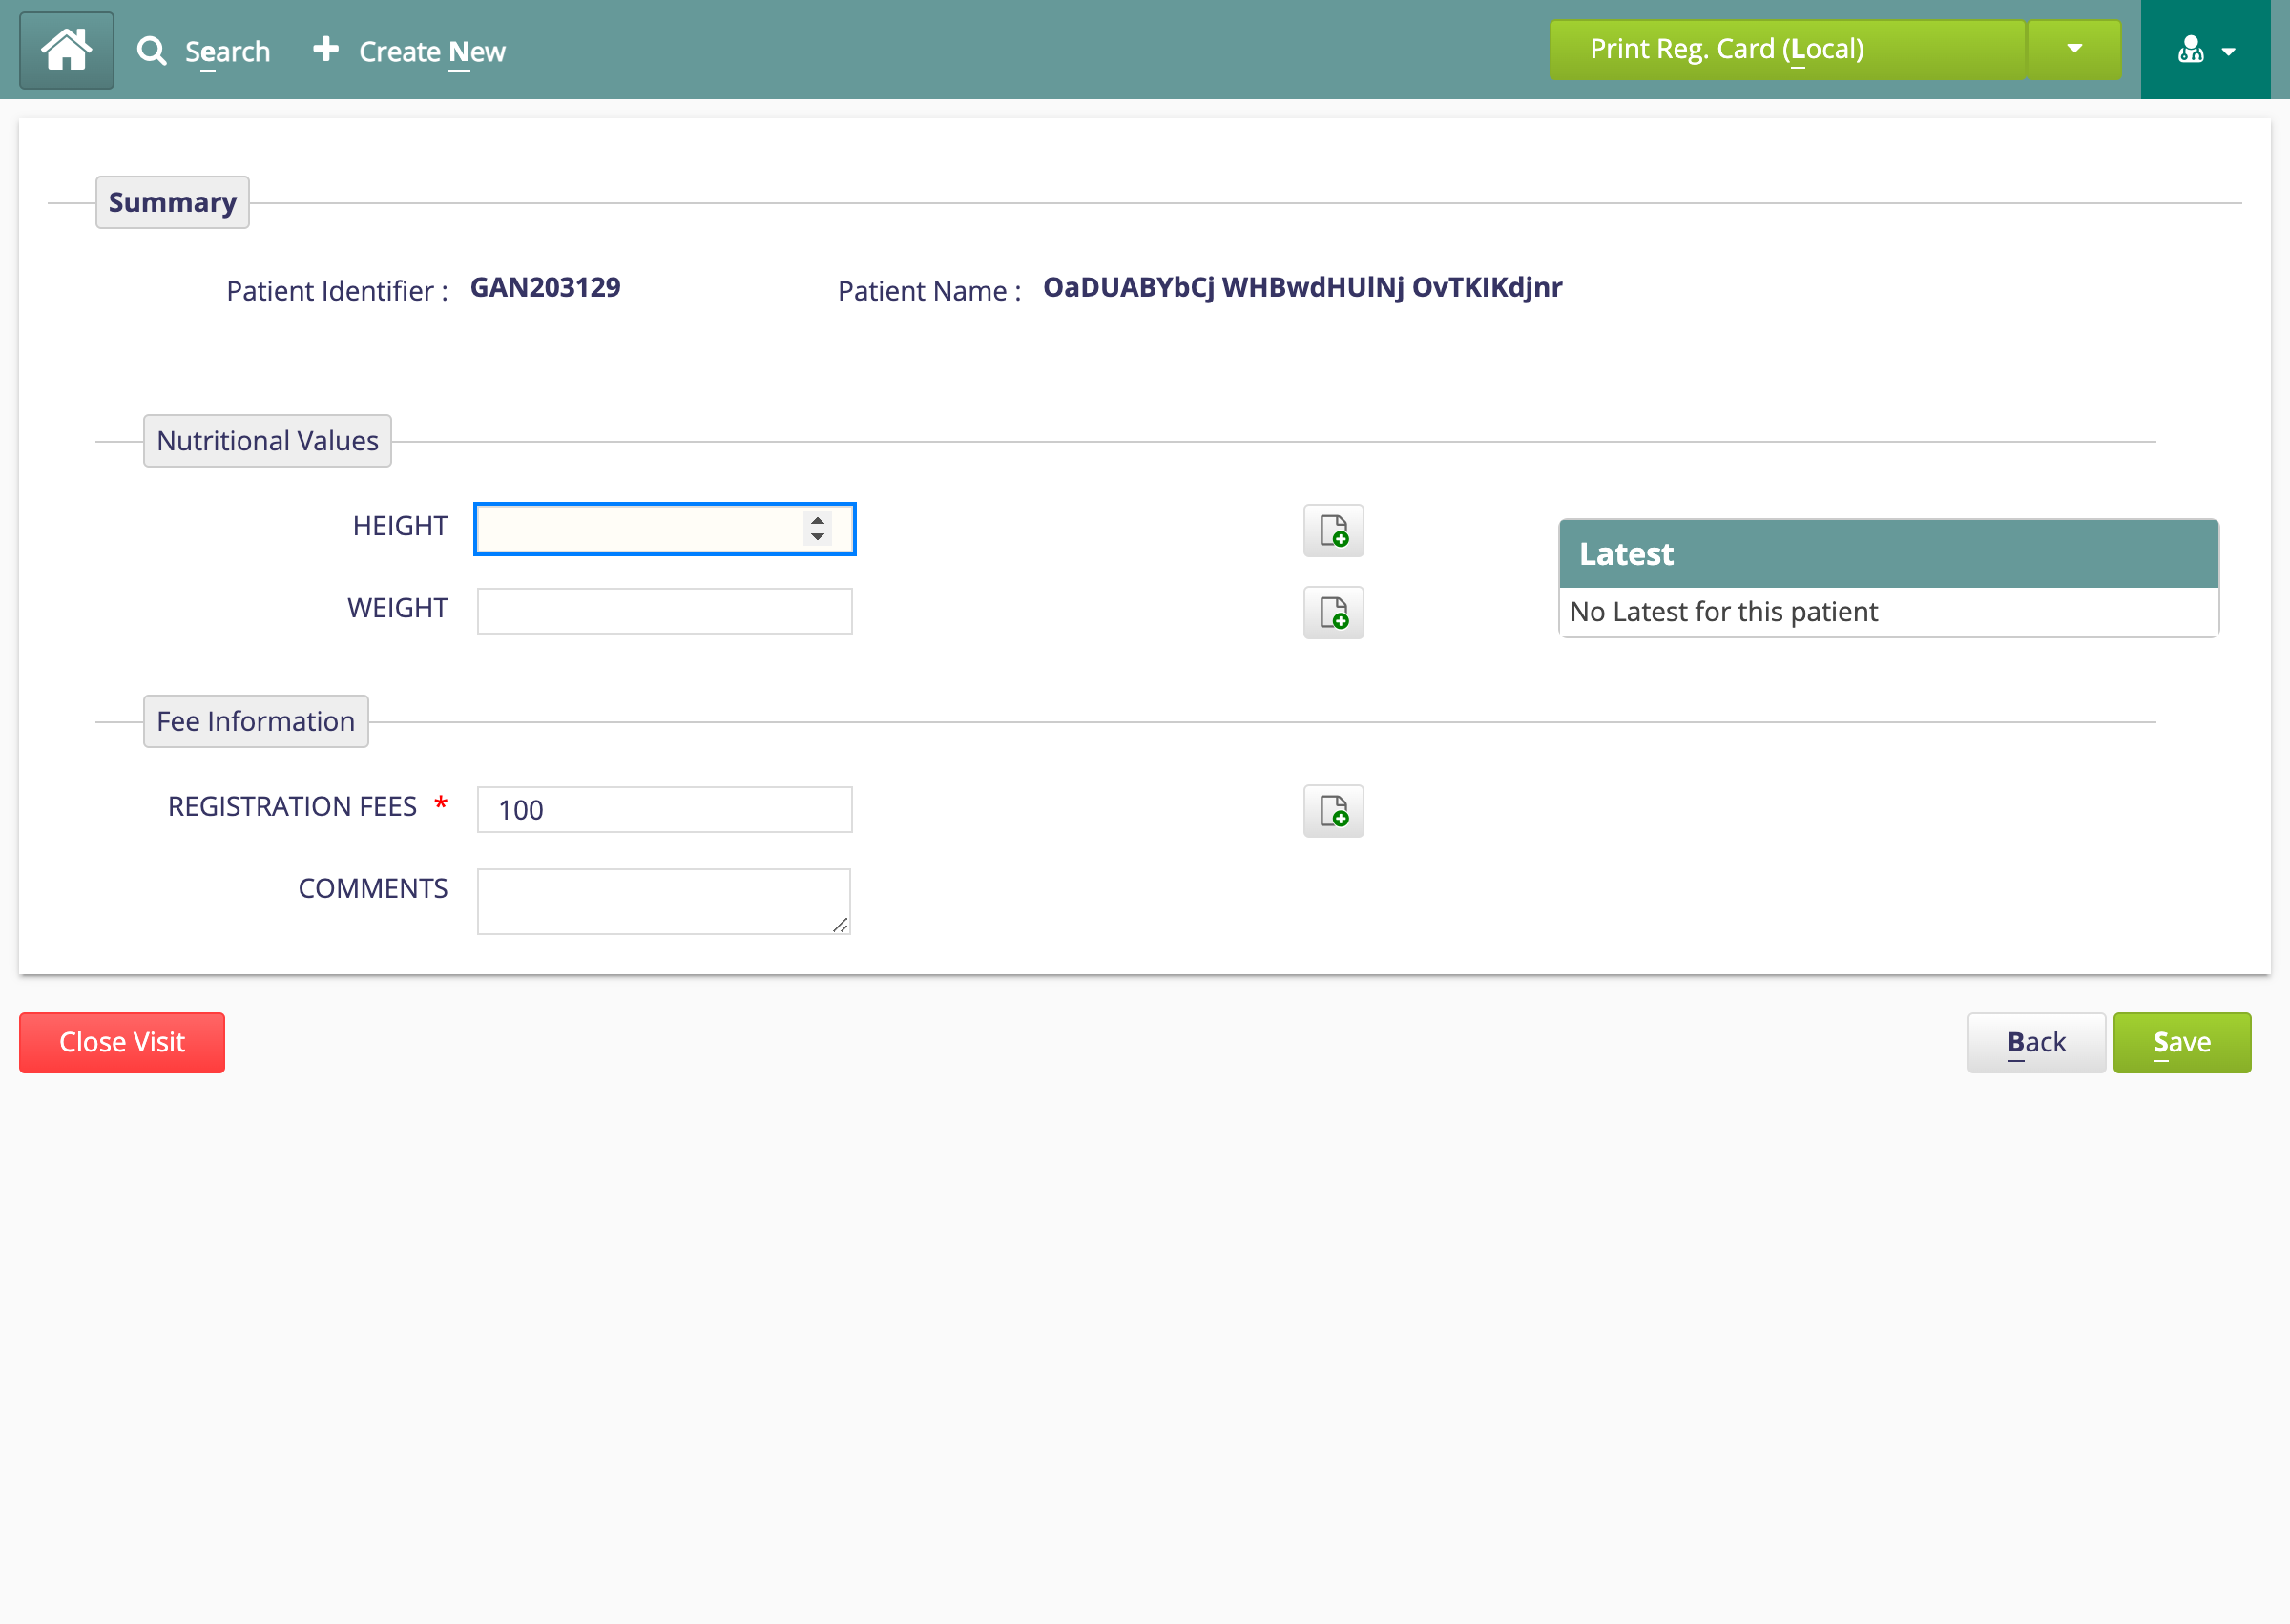 Search
Create New
Print Reg. Card (Local)
Summary
Patient Identifier : GAN203129 Patient Name : OaDUABYbCj WHBwdHUlNj OvTKIKdjnr
Nutritional Values
HEIGHT
WEIGHT
Latest
No Latest for this patient
Fee Information
REGISTRATION FEES * 100
COMMENTS
Close Visit
Back
Save